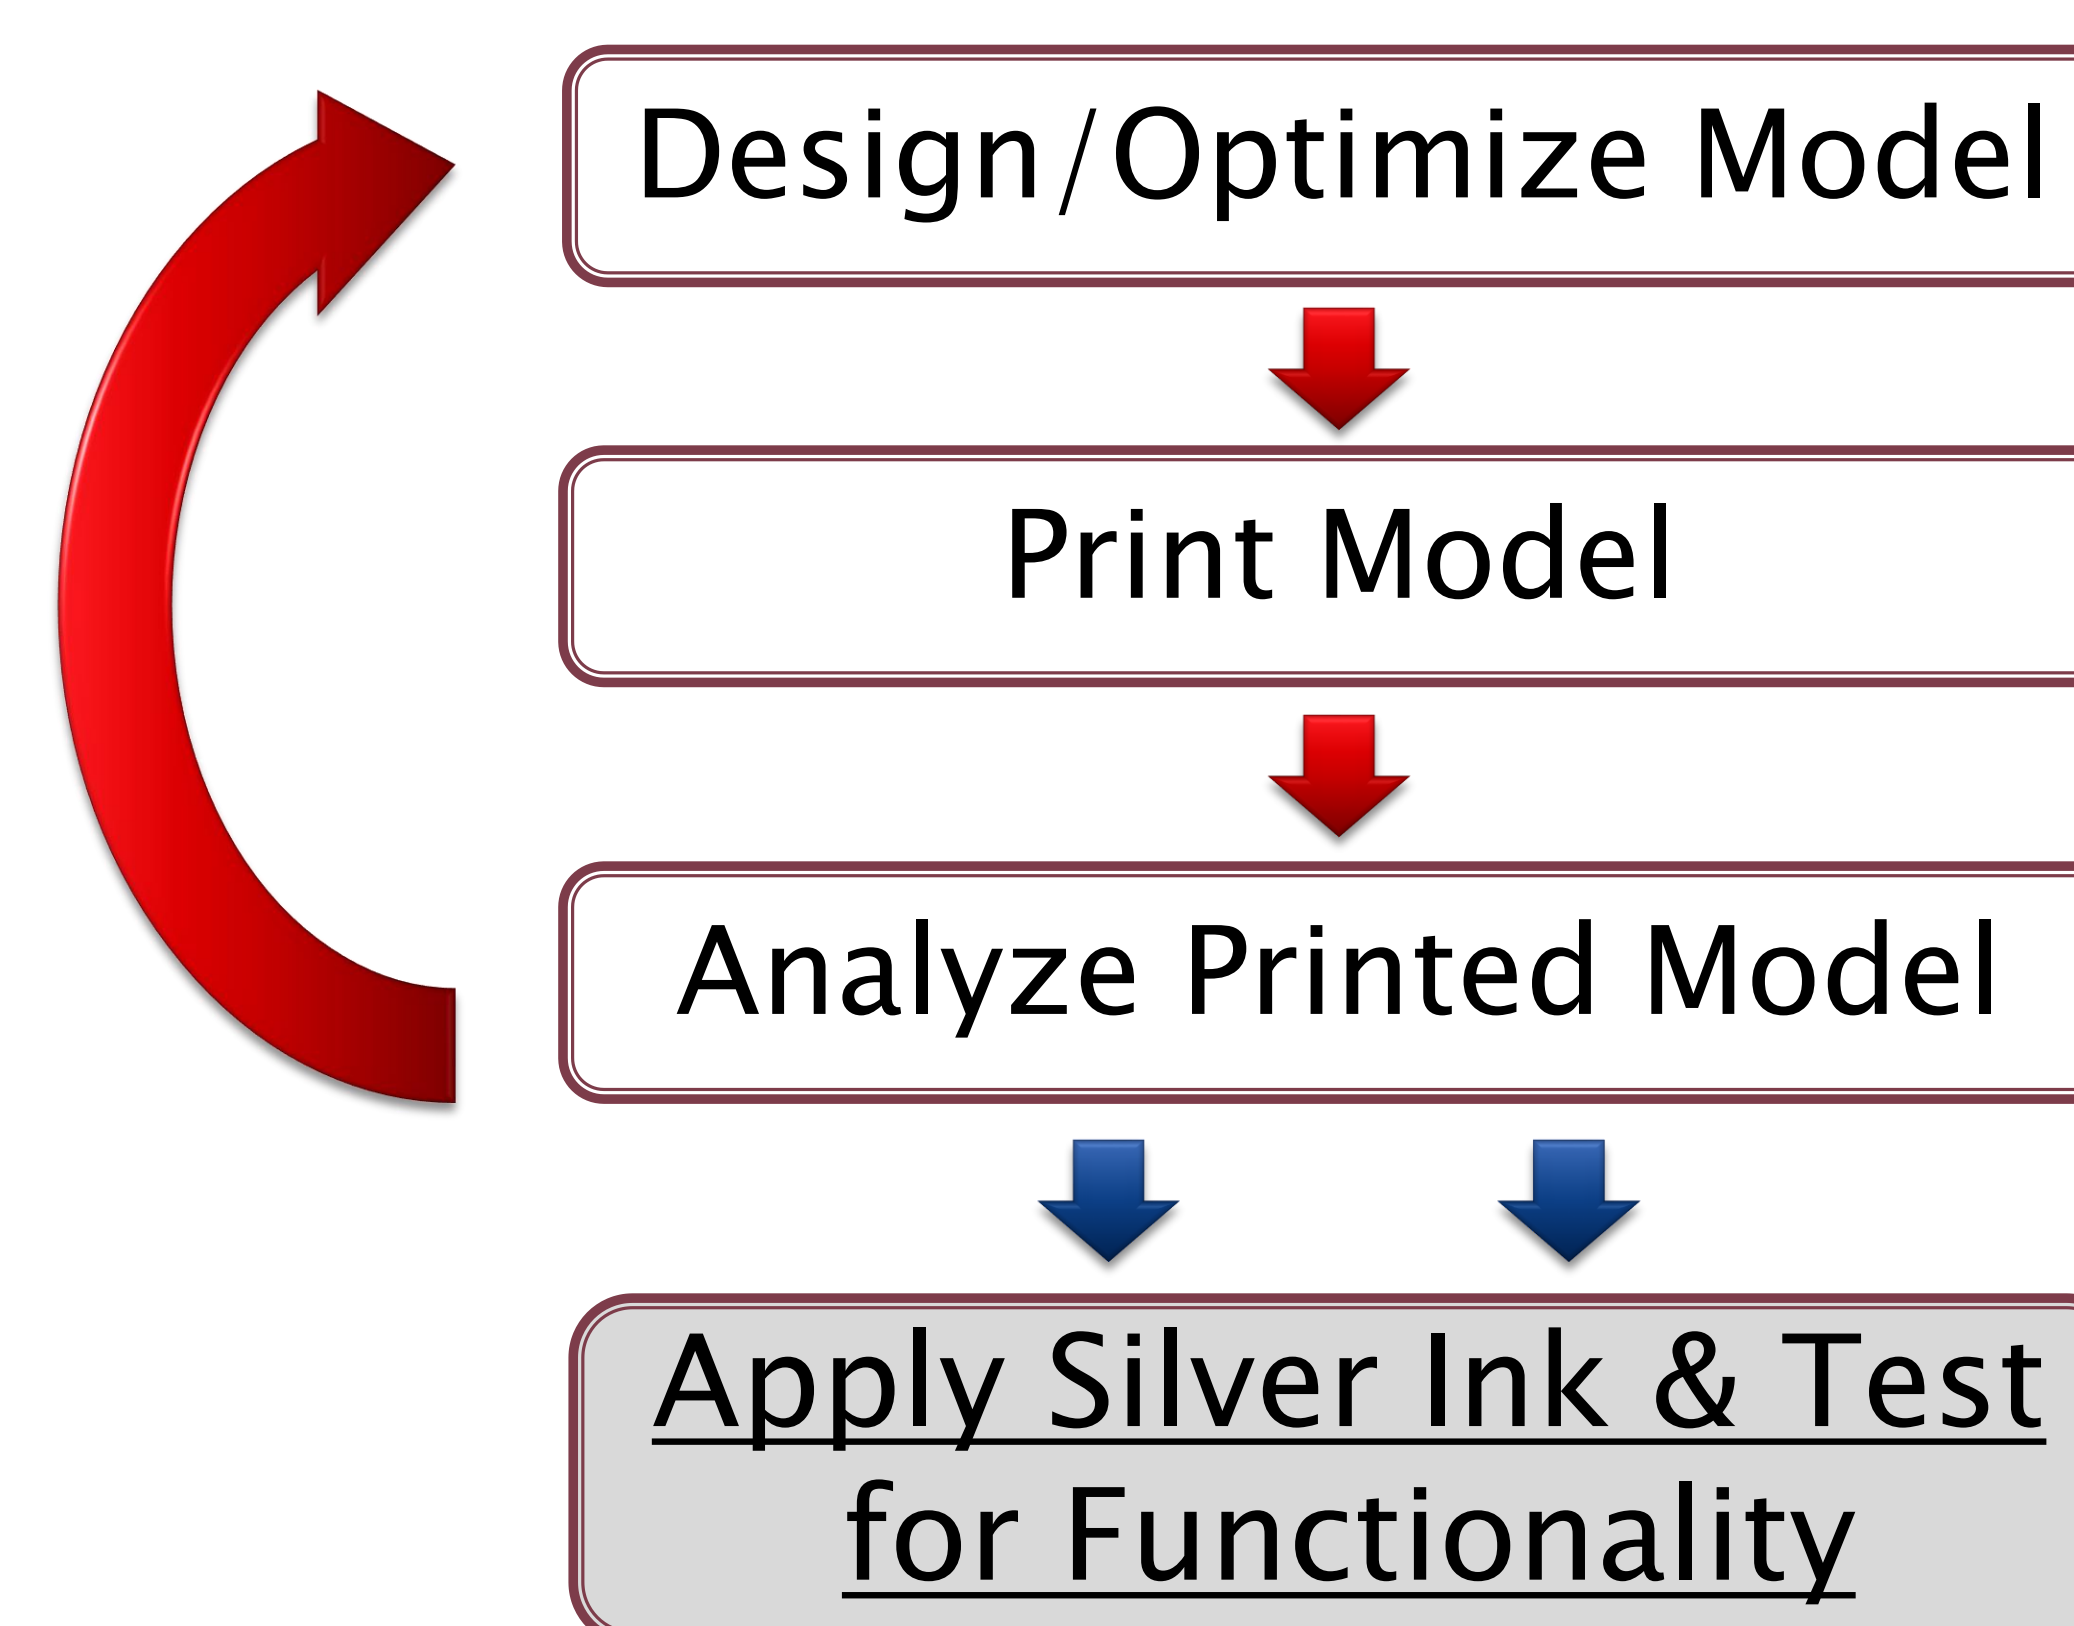 Design/Optimize Model
Print Model
Analyze Printed Model
Apply Silver Ink & Test
for Functionality